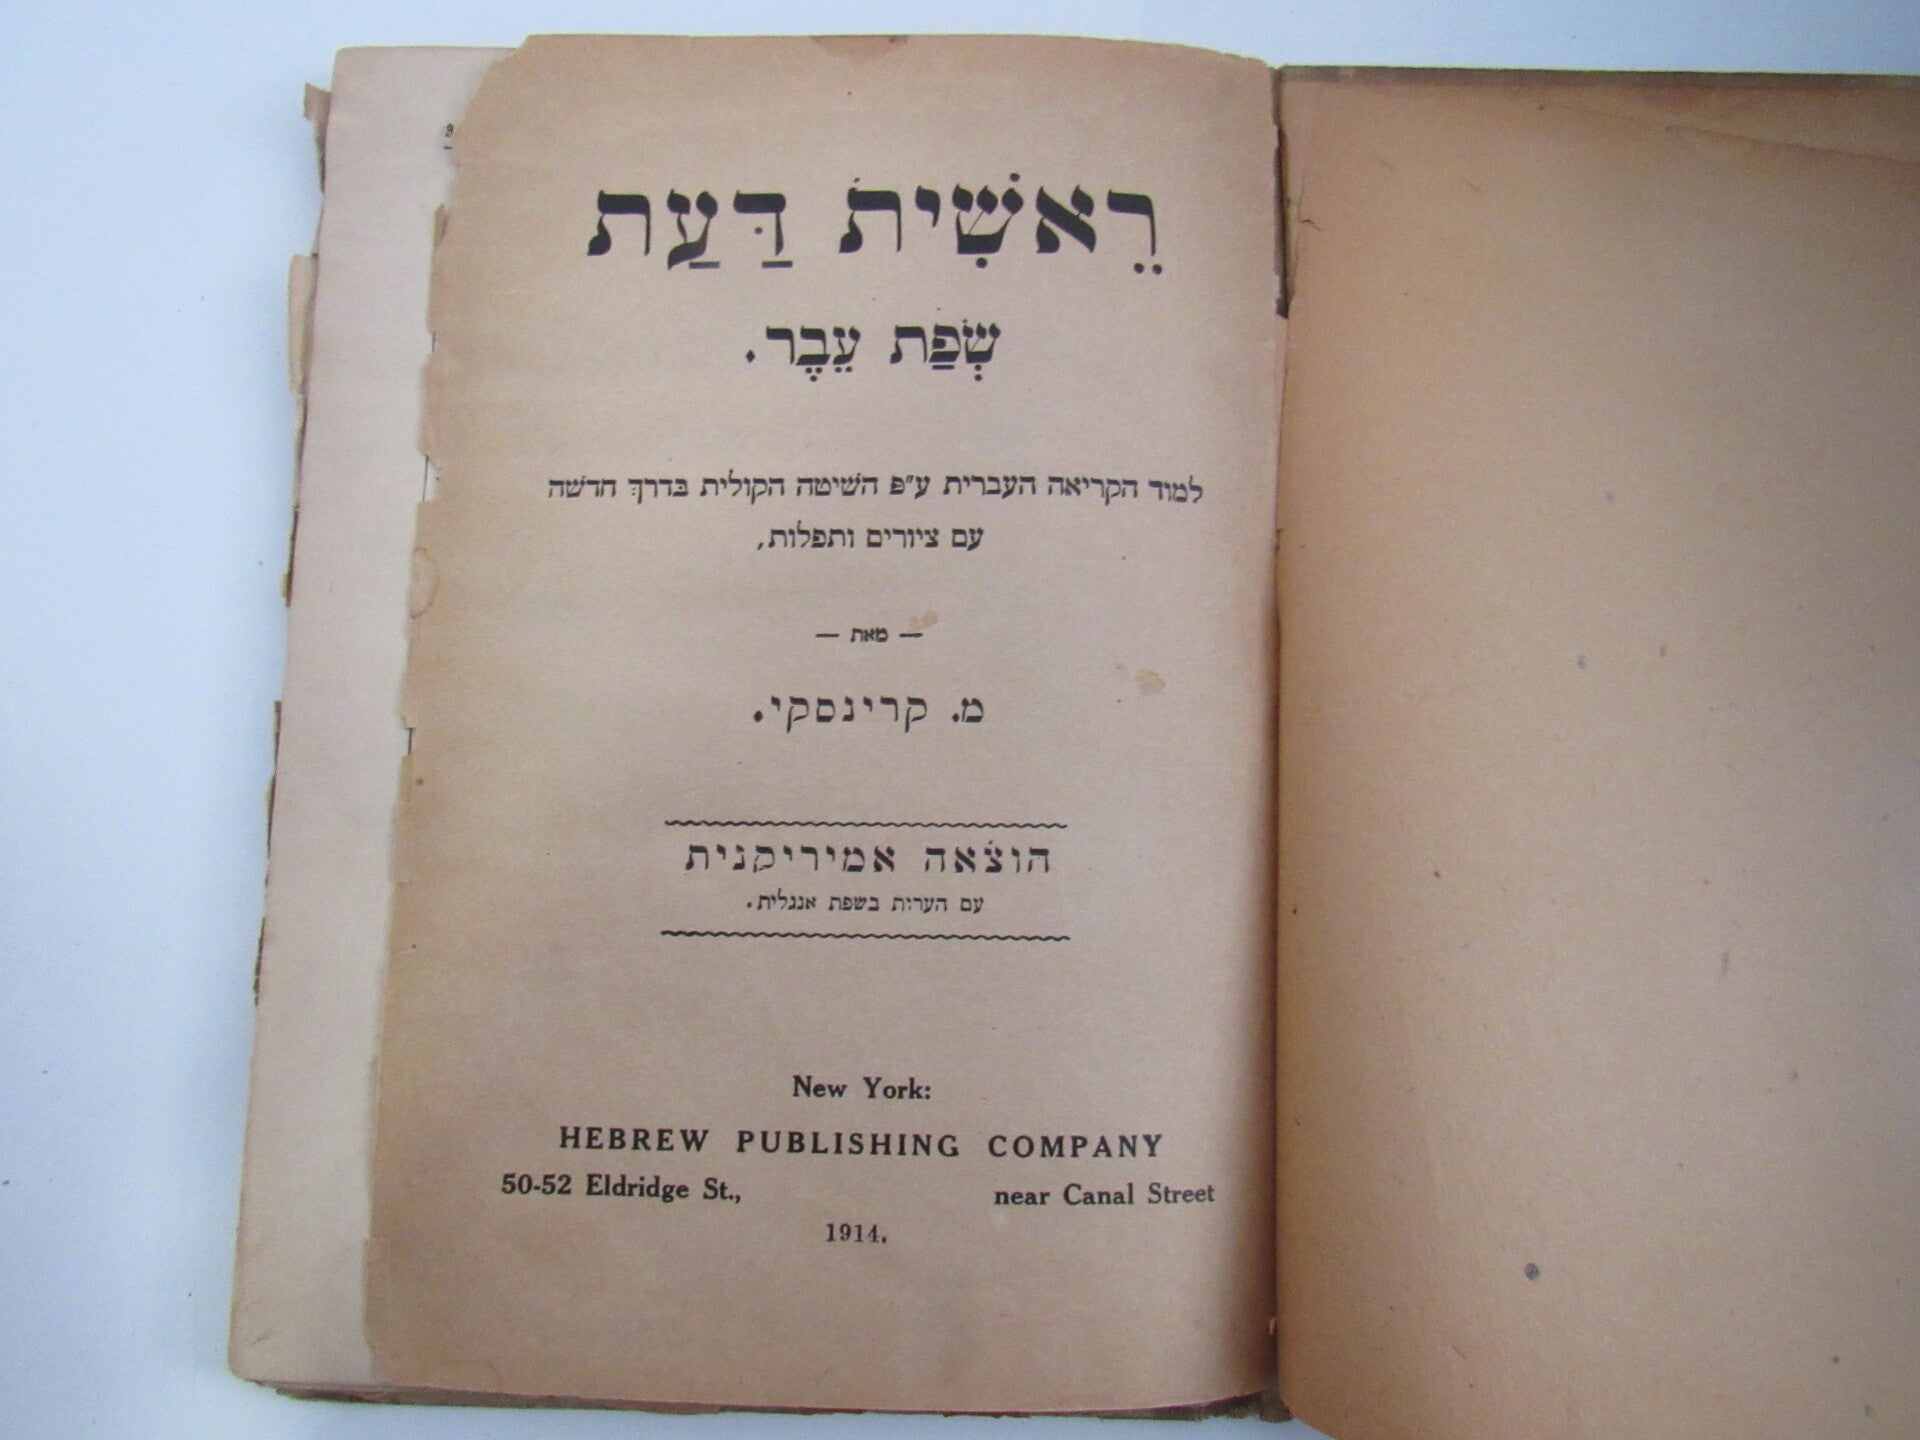 רֵאשִׁית דַּעַת
שְׂפַת עֵבֶר.
למוד הקריאה העברית ע"פ השיטה הקולית בדרך חדשה
עם ציורים ותפלות,
— מאת —
מ. קרינסקי.
הוצאה אמיריקנית
עם הערות בשפת אנגלית.
New York:
HEBREW PUBLISHING COMPANY
50-52 Eldridge St., near Canal Street
1914.